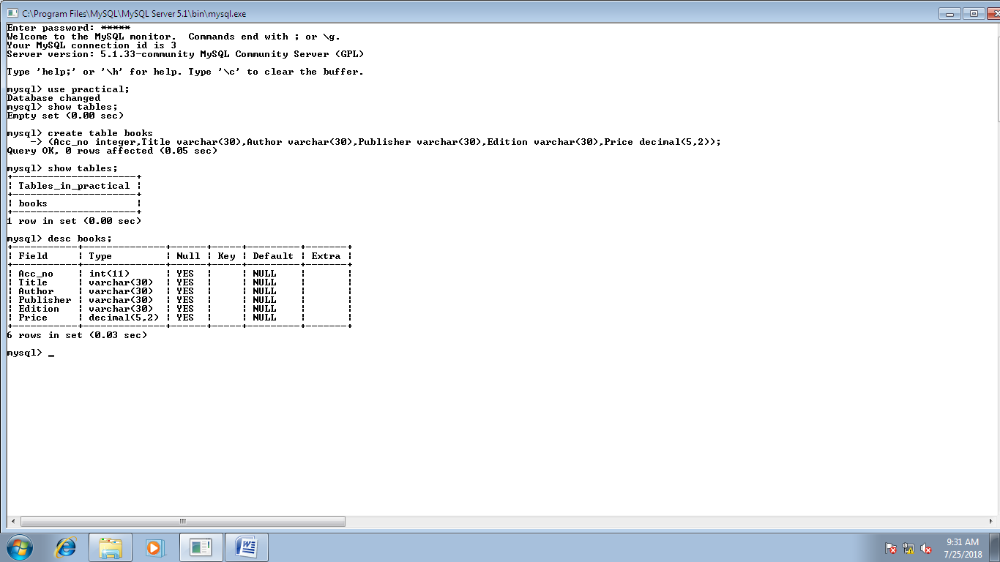 C:\Program Files\MySQL\MySQL Server 5.1\bin\mysql.exe
Enter password: *****
Welcome to the MySQL monitor.  Commands end with ; or \g.
Your MySQL connection id is 3
Server version: 5.1.33-community MySQL Community Server (GPL)

Type 'help;' or '\h' for help. Type '\c' to clear the buffer.

mysql> use practical;
Database changed
mysql> show tables;
Empty set (0.00 sec)

mysql> create table books
    -> (Acc_no integer,Title varchar(30),Author varchar(30),Publisher varchar(30),Edition varchar(30),Price decimal(5,2));
Query OK, 0 rows affected (0.05 sec)

mysql> show tables;
+---------------------+
| Tables_in_practical |
+---------------------+
| books               |
+---------------------+
1 row in set (0.00 sec)

mysql> desc books;
+-----------+--------------+------+-----+---------+-------+
| Field     | Type         | Null | Key | Default | Extra |
+-----------+--------------+------+-----+---------+-------+
| Acc_no    | int(11)      | YES  |     | NULL    |       |
| Title     | varchar(30)  | YES  |     | NULL    |       |
| Author    | varchar(30)  | YES  |     | NULL    |       |
| Publisher | varchar(30)  | YES  |     | NULL    |       |
| Edition   | varchar(30)  | YES  |     | NULL    |       |
| Price     | decimal(5,2) | YES  |     | NULL    |       |
+-----------+--------------+------+-----+---------+-------+
6 rows in set (0.03 sec)

mysql> _
9:31 AM
7/25/2018